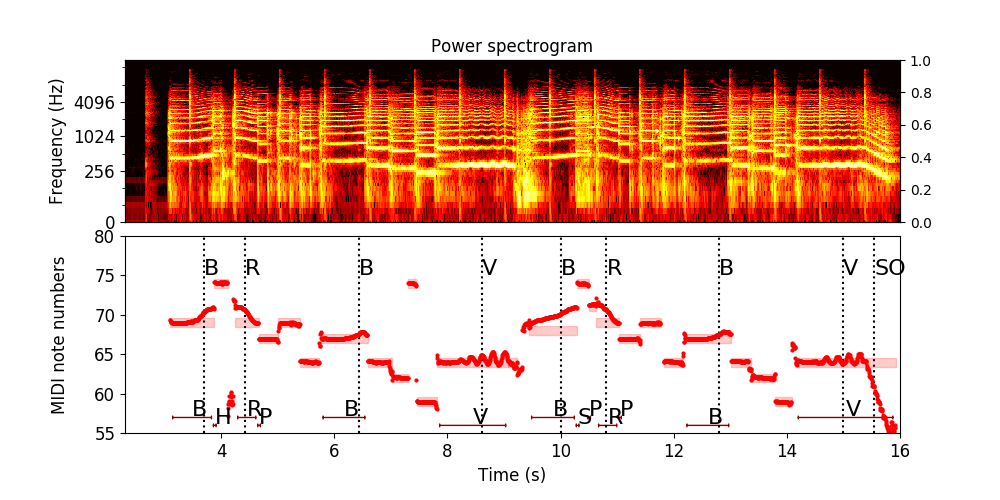 Power spectrogram
Frequency (Hz)
4096
1024
256
0
1.0
0.8
0.6
0.4
0.2
0.0
MIDI note numbers
80
75
70
65
60
55
B R B V B R B V SO
B H R P B V B S P R P B V
4 6 8 10 12 14 16
Time (s)